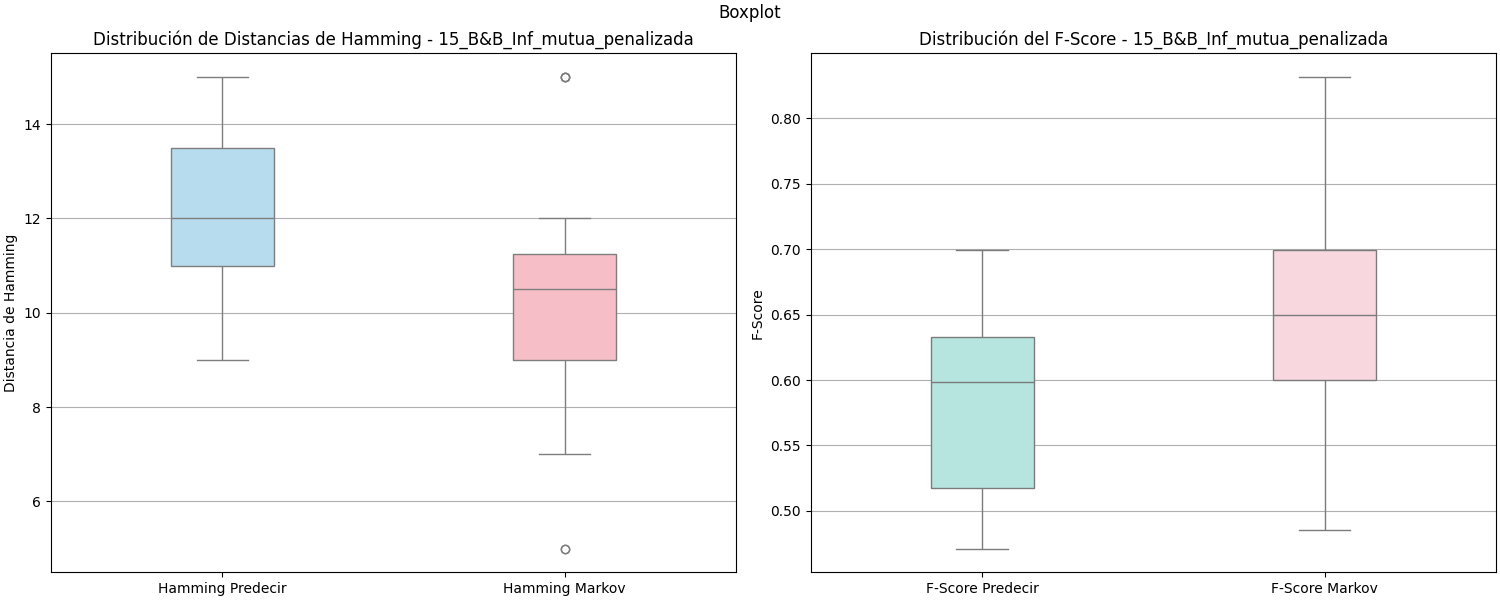 Boxplot
Distribución de Distancias de Hamming - 15_B&B_Inf_mutua_penalizada
Distancia de Hamming
14
12
10
8
6
Hamming Predecir
Hamming Markov
Distribución del F-Score - 15_B&B_Inf_mutua_penalizada
F-Score
0.80
0.75
0.70
0.65
0.60
0.55
0.50
F-Score Predecir
F-Score Markov